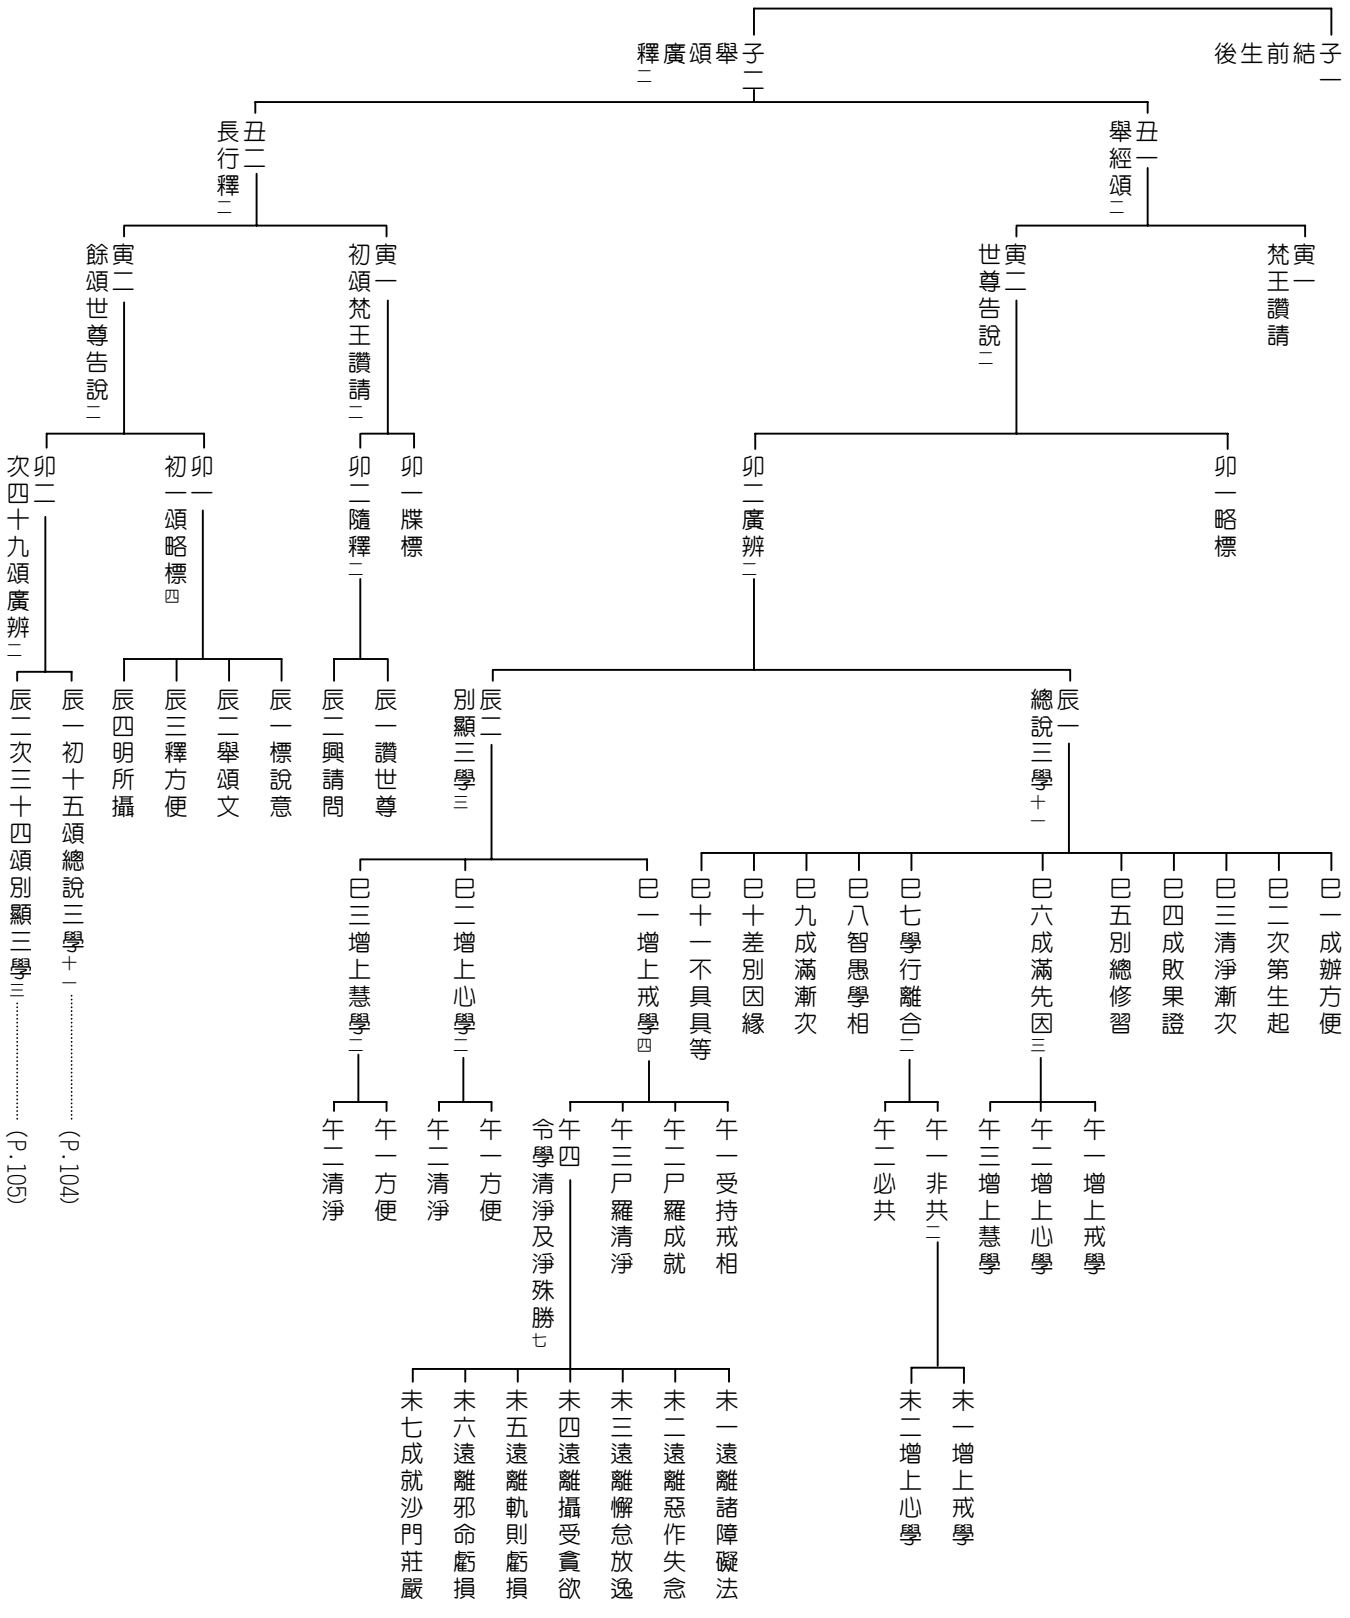 子一
結前生後
子二
舉頌廣釋二
丑一
舉經頌二
寅一
梵王讚請
寅二
世尊告說二
卯一略標
卯二廣辨二
辰一
總說三學十一
巳一成辦方便
巳二次第生起
巳三清淨漸次
巳四成敗果證
巳五別總修習
巳六成滿先因三
午一增上戒學
午二增上心學
午三增上慧學
巳七學行離合二
午一非共二
未一增上戒學
未二增上心學
午二必共
巳八智愚學相
巳九成滿漸次
巳十差別因緣
巳十一不具具等
辰二
別顯三學三
巳一增上戒學四
午一受持戒相
午二尸羅成就
午三尸羅清淨
午四
令學清淨及淨殊勝七
未一遠離諸障礙法
未二遠離惡作失念
未三遠離懈怠放逸
未四遠離攝受貪欲
未五遠離軌則虧損
未六遠離邪命虧損
未七成就沙門莊嚴
巳二增上心學二
午一方便
午二清淨
巳三增上慧學二
午一方便
午二清淨
丑二
長行釋二
寅一
初頌梵王讚請二
卯一牒標
卯二隨釋二
辰一讚世尊
辰二興請問
寅二
餘頌世尊告說二
卯一
初一頌略標四
辰一標說意
辰二舉頌文
辰三釋方便
辰四明所攝
卯二
次四十九頌廣辨二
辰一初十五頌總說三學十一………………(P.104)
辰二次三十四頌別顯三學三………………(P.105)